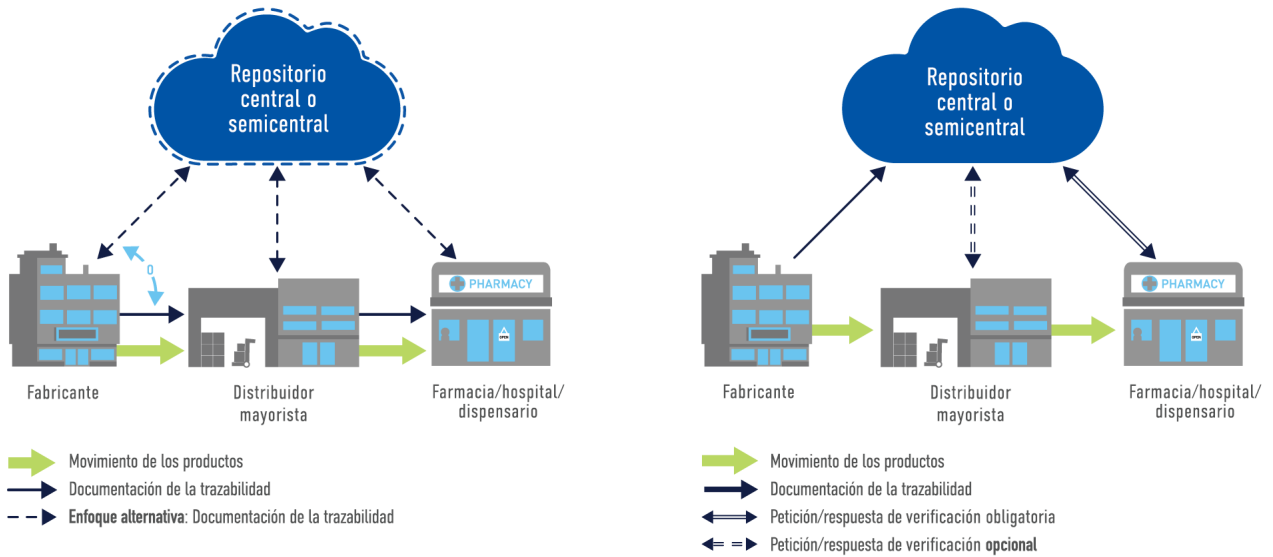 Repositorio
central o
semicentral
O
PHARMACY
OPEN
Fabricante
Distribuidor
mayorista
Farmacia/hospital/
dispensario
Movimiento de los productos
Documentación de la trazabilidad
Enfoque alternativa: Documentación de la trazabilidad
Repositorio
central o
semicentral
PHARMACY
OPEN
Fabricante
Distribuidor
mayorista
Farmacia/hospital/
dispensario
Movimiento de los productos
Documentación de la trazabilidad
Petición/respuesta de verificación obligatoria
Petición/respuesta de verificación opcional